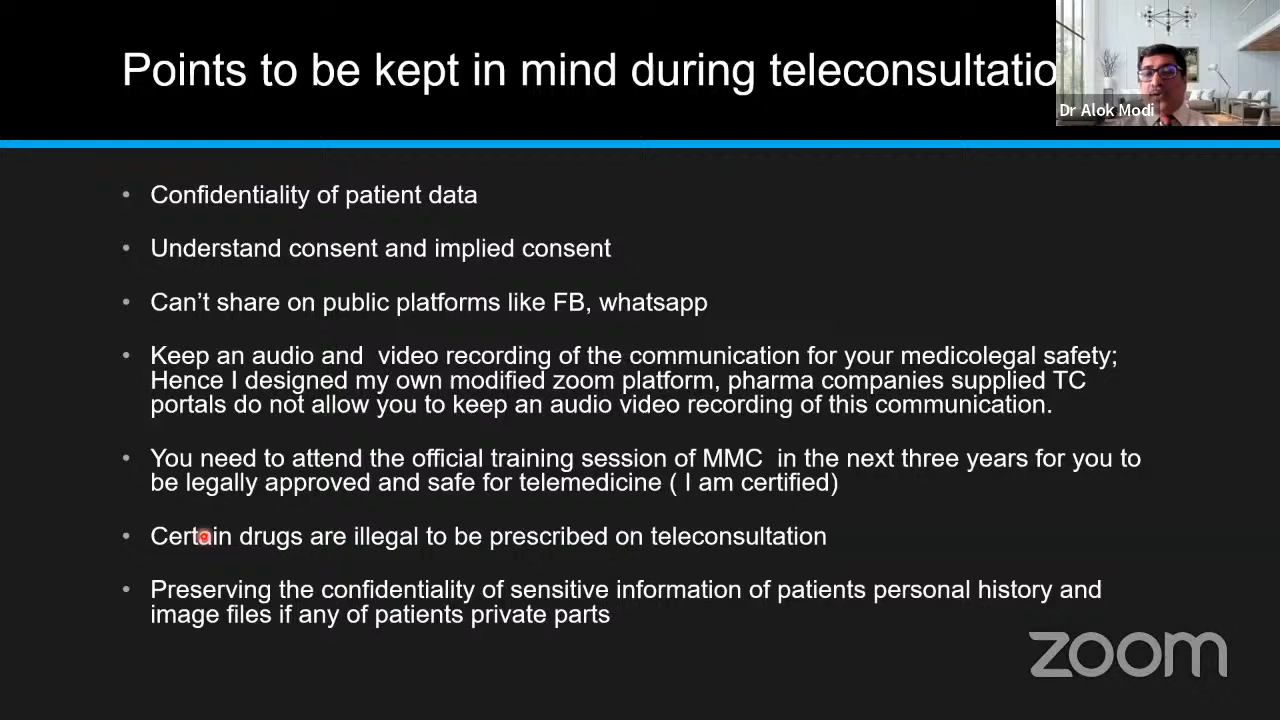 Points to be kept in mind during teleconsultatio
Dr Alok Modi
• Confidentiality of patient data
• Understand consent and implied consent
• Can’t share on public platforms like FB, whatsapp
• Keep an audio and  video recording of the communication for your medicolegal safety;
Hence I designed my own modified zoom platform, pharma companies supplied TC
portals do not allow you to keep an audio video recording of this communication.
• You need to attend the official training session of MMC  in the next three years for you to
be legally approved and safe for telemedicine ( I am certified)
• Certain drugs are illegal to be prescribed on teleconsultation
• Preserving the confidentiality of sensitive information of patients personal history and
image files if any of patients private parts
zoom